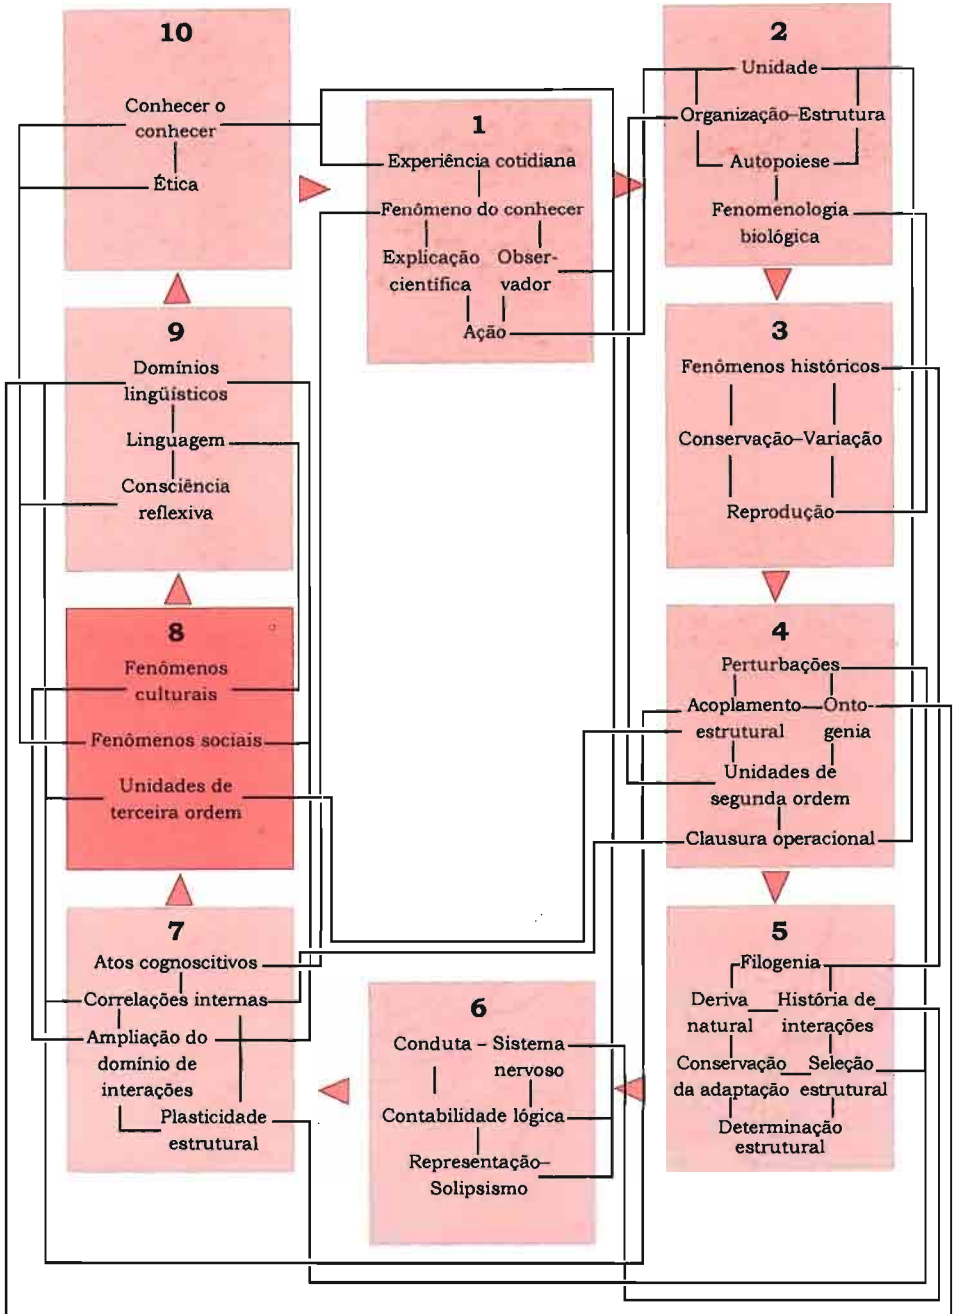 10
Conhecer o
conhecer
Ética
1
Experiência cotidiana
Fenômeno do conhecer
Explicação
científica
Obser-
vador
Ação
2
Unidade
Organização–Estrutura
Autopoiese
Fenomenologia
biológica
3
Fenômenos históricos
Conservação–Variação
Reprodução
4
Perturbações
Acoplamento
estrutural
Onto-
genia
Unidades de
segunda ordem
Clausura operacional
5
Filogenia
Deriva
natural
História de
interações
Conservação
da adaptação
Seleção
estrutural
Determinação
estrutural
6
Conduta – Sistema
nervoso
Contabilidade lógica
Representação–
Solipsismo
7
Atos cognoscitivos
Correlações internas
Ampliação do
domínio de
interações
Plasticidade
estrutural
8
Fenômenos
culturais
Fenômenos sociais
Unidades de
terceira ordem
9
Domínios
lingüísticos
Linguagem
Consciência
reflexiva